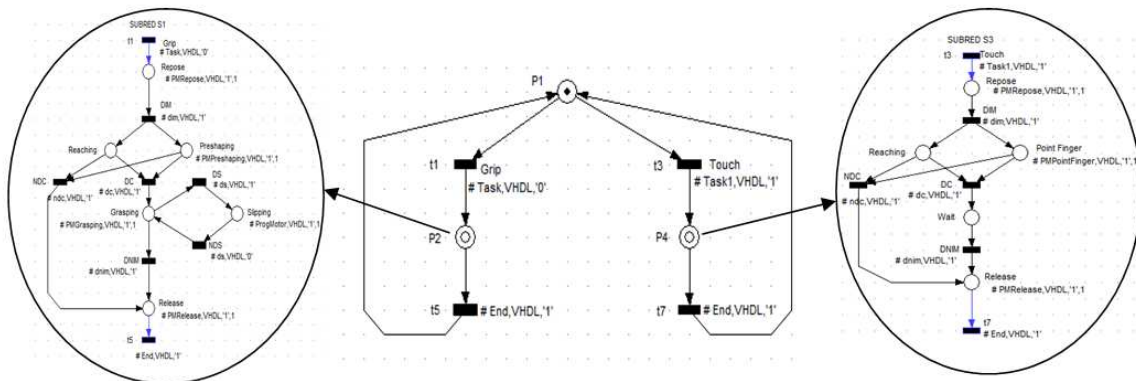 SUBRED S1
t1
Grip
# Task,VHDL,'0'
Repose
# PMRepose,VHDL,'1',1
DIM
# dim,VHDL,'1'
Reaching
Preshaping
# PMPreshaping,VHDL,'1',1
NDC
# ndc,VHDL,'1'
DC
# dc,VHDL,'1'
DS
# ds,VHDL,'1'
Grasping
# PMGrasping,VHDL,'1',1
Slipping
# ProgMotor,VHDL,'1',1
NDS
# ds,VHDL,'0'
DNIM
# dnim,VHDL,'1'
Release
# PMRelease,VHDL,'1',1
t5
# End,VHDL,'1'
P1
t1
Grip
# Task,VHDL,'0'
t3
Touch
# Task1,VHDL,'1'
P2
P4
t5
# End,VHDL,'1'
t7
# End,VHDL,'1'
SUBRED S3
t3
Touch
# Task1,VHDL,'1'
Repose
# PMRepose,VHDL,'1',1
DIM
# dim,VHDL,'1'
Reaching
Point Finger
# PMPointFinger,VHDL,'1',1
NDC
# ndc,VHDL,'1'
DC
# dc,VHDL,'1'
Wait
DNIM
# dnim,VHDL,'1'
Release
# PMRelease,VHDL,'1',1
t7
# End,VHDL,'1'